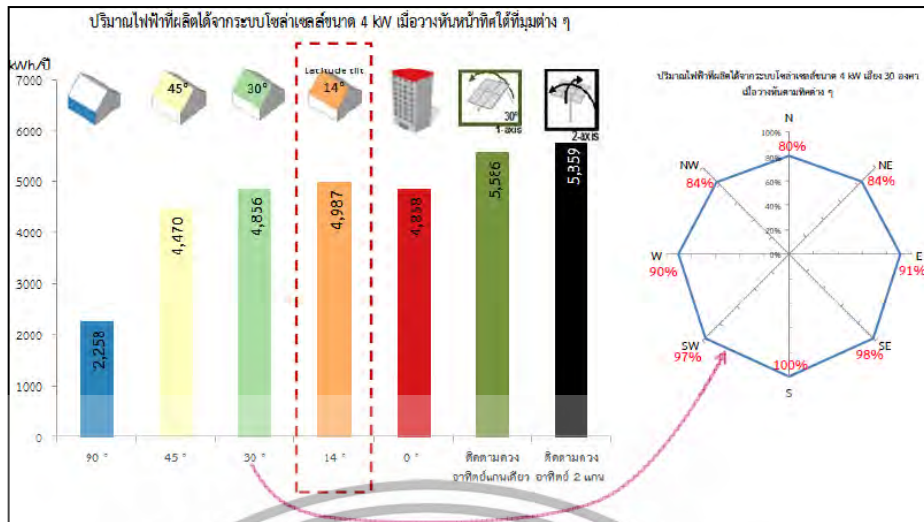 ปริมาณไฟฟ้าที่ผลิตได้จากระบบโซล่าเซลล์ขนาด 4 kW เมื่อวางหันหน้าทิศใต้ที่มุมต่าง ๆ
kWh/ปี
7000
6000
5000
4000
3000
2000
1000
0
45°
30°
Latitude tilt
14°
30°
1-axis
2-axis
2,258
4,470
4,856
4,987
5,566
90 °
45 °
30 °
14 °
0 °
ติดตามดวง
อาทิตย์แกนเดียว
ติดตามดวง
อาทิตย์ 2 แกน
ปริมาณไฟฟ้าที่ผลิตได้จากระบบโซล่าเซลล์ขนาด 4 kW เอียง 30 องศา
เมื่อวางหันตามทิศต่าง ๆ
N
100%
80%
80%
60%
40%
20%
0%
NW
84%
NE
84%
W
90%
E
91%
SW
97%
SE
98%
100%
S